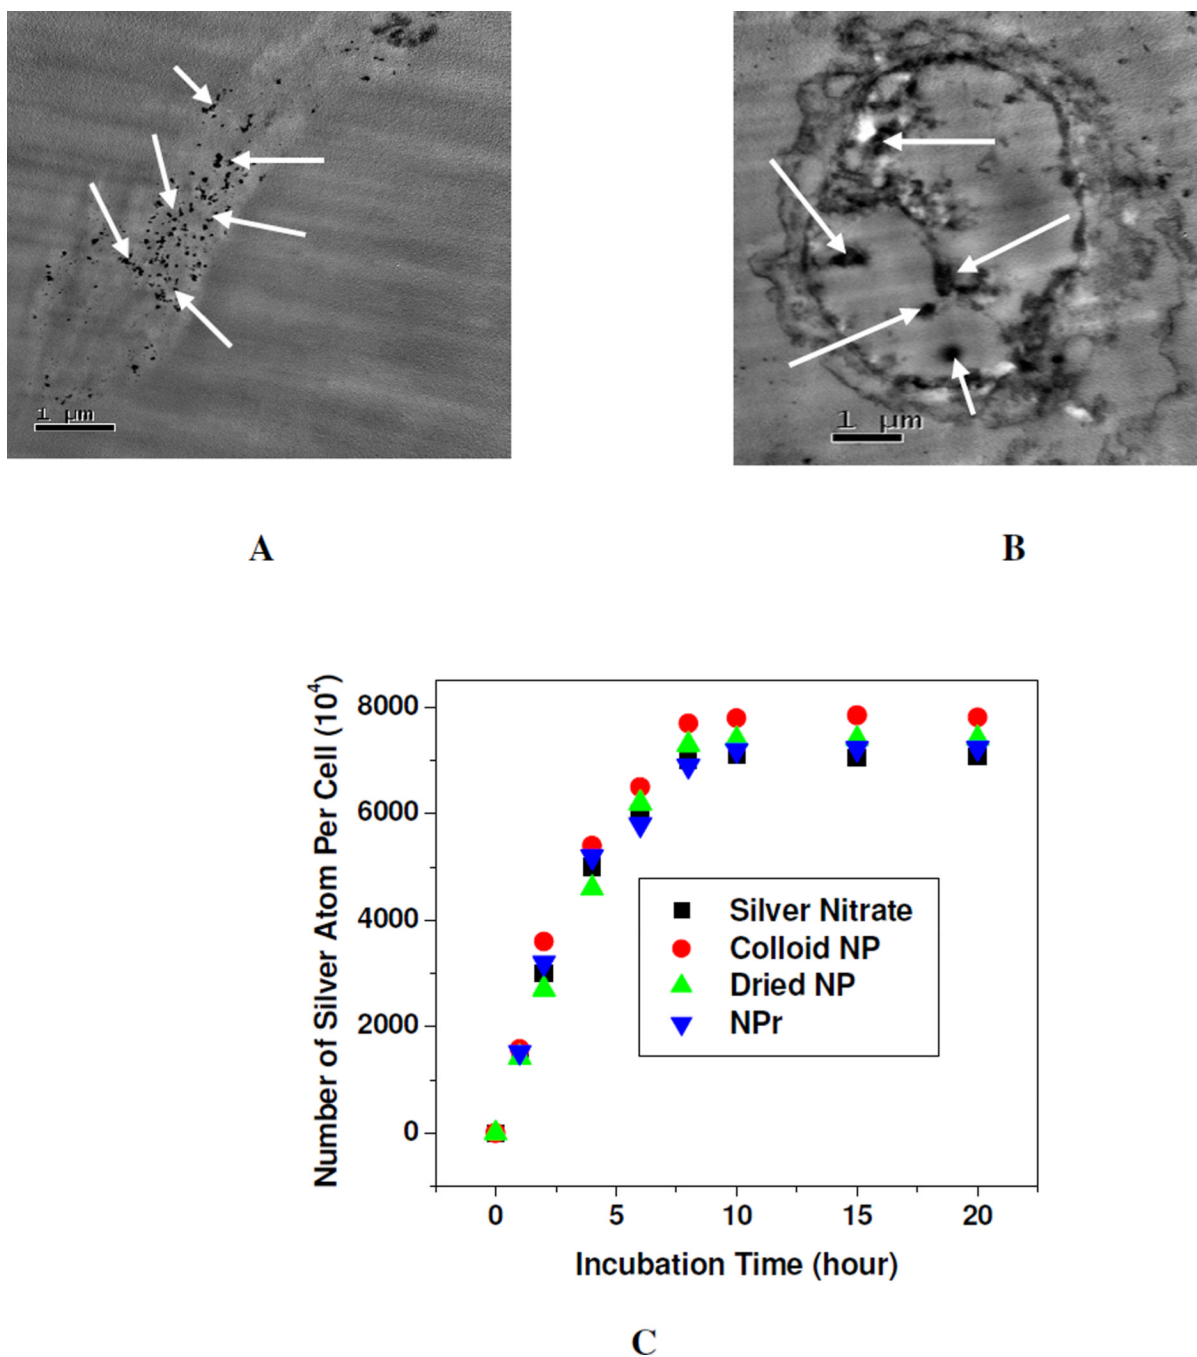 1 µm
1 µm
A
B
Number of Silver Atom Per Cell (10⁴)
8000
6000
4000
2000
0
Silver Nitrate
Colloid NP
Dried NP
NPr
0 5 10 15 20
Incubation Time (hour)
C